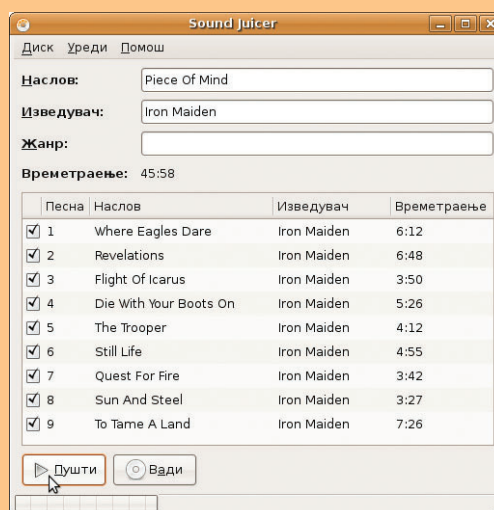 Sound Juicer
Диск Уреди Помош
Наслов: Piece Of Mind
Изведувач: Iron Maiden
Жанр:
Времетраење: 45:58
Песна Наслов Изведувач Времетраење
1 Where Eagles Dare Iron Maiden 6:12
2 Revelations Iron Maiden 6:48
3 Flight Of Icarus Iron Maiden 3:50
4 Die With Your Boots On Iron Maiden 5:26
5 The Trooper Iron Maiden 4:12
6 Still Life Iron Maiden 4:55
7 Quest For Fire Iron Maiden 3:42
8 Sun And Steel Iron Maiden 3:27
9 To Tame A Land Iron Maiden 7:26
Пушти Вади